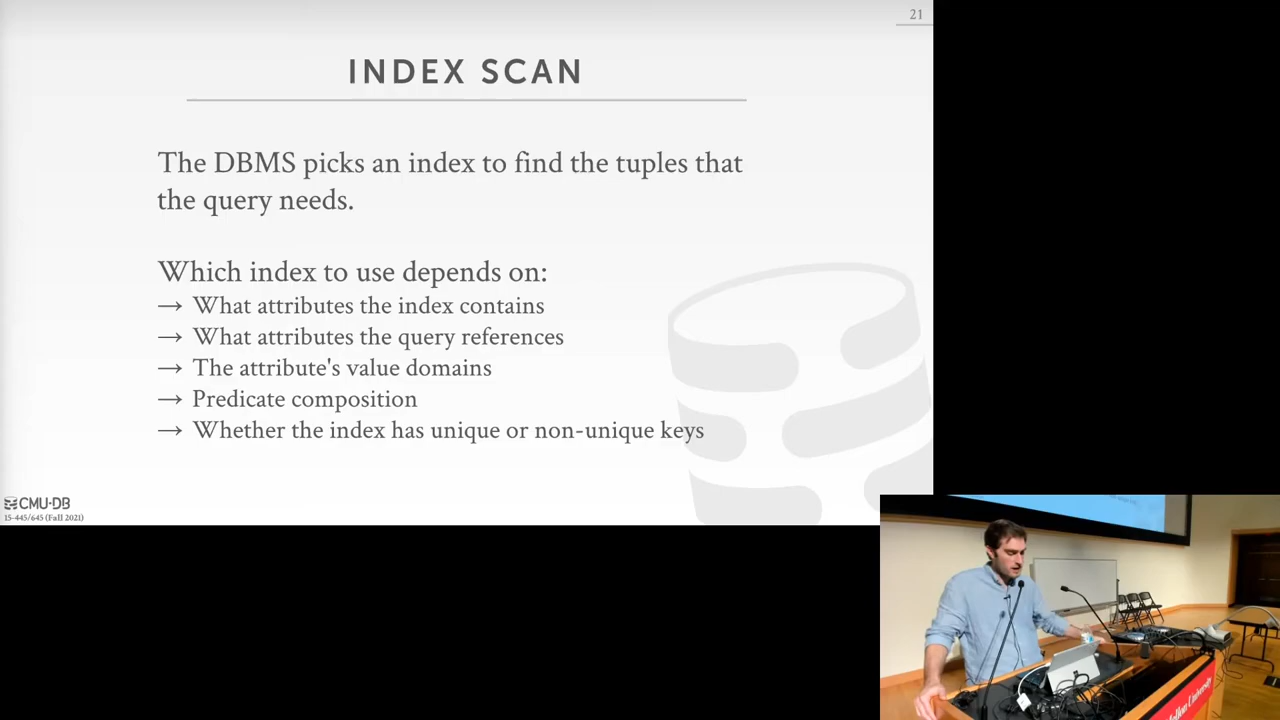 21
INDEX SCAN
The DBMS picks an index to find the tuples that
the query needs.
Which index to use depends on:
→ What attributes the index contains
→ What attributes the query references
→ The attribute's value domains
→ Predicate composition
→ Whether the index has unique or non-unique keys
CMU·DB
15-445/645 (Fall 2021)
Mellon University